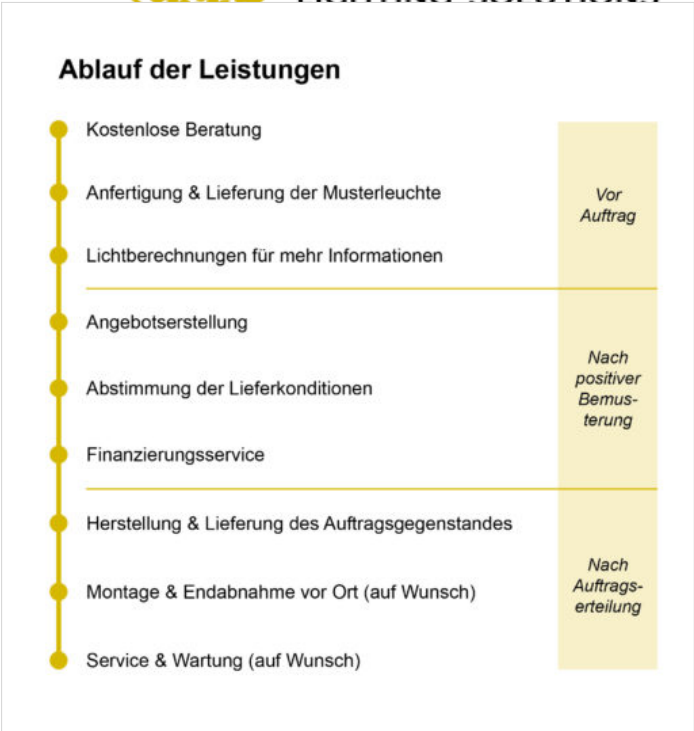 Ablauf der Leistungen
Kostenlose Beratung
Anfertigung & Lieferung der Musterleuchte
Lichtberechnungen für mehr Informationen
Vor
Auftrag
Angebotserstellung
Abstimmung der Lieferkonditionen
Finanzierungsservice
Nach
positiver
Bemus-
terung
Herstellung & Lieferung des Auftragsgegenstandes
Montage & Endabnahme vor Ort (auf Wunsch)
Service & Wartung (auf Wunsch)
Nach
Auftrags-
erteilung